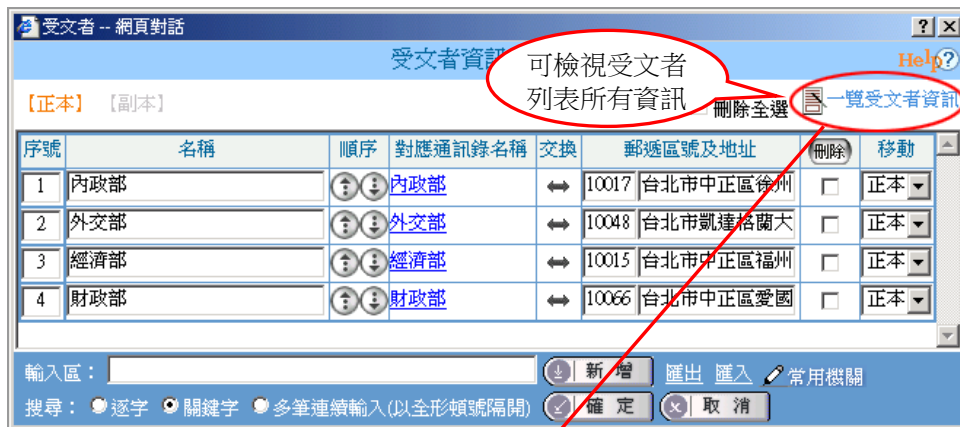 受文者 -- 網頁對話
受文者資訊
Help?
可檢視受文者
列表所有資訊
【正本】 【副本】
刪除全選 一覽受文者資訊
序號 名稱 順序 對應通訊錄名稱 交換 郵遞區號及地址 刪除 移動
1 內政部 內政部 10017 台北市中正區徐州 正本
2 外交部 外交部 10048 台北市凱達格蘭大 正本
3 經濟部 經濟部 10015 台北市中正區福州 正本
4 財政部 財政部 10066 台北市中正區愛國 正本
輸入區： 新 增 匯出 匯入 常用機關
搜尋： 逐字 關鍵字 多筆連續輸入(以全形頓號隔開) 確 定 取 消